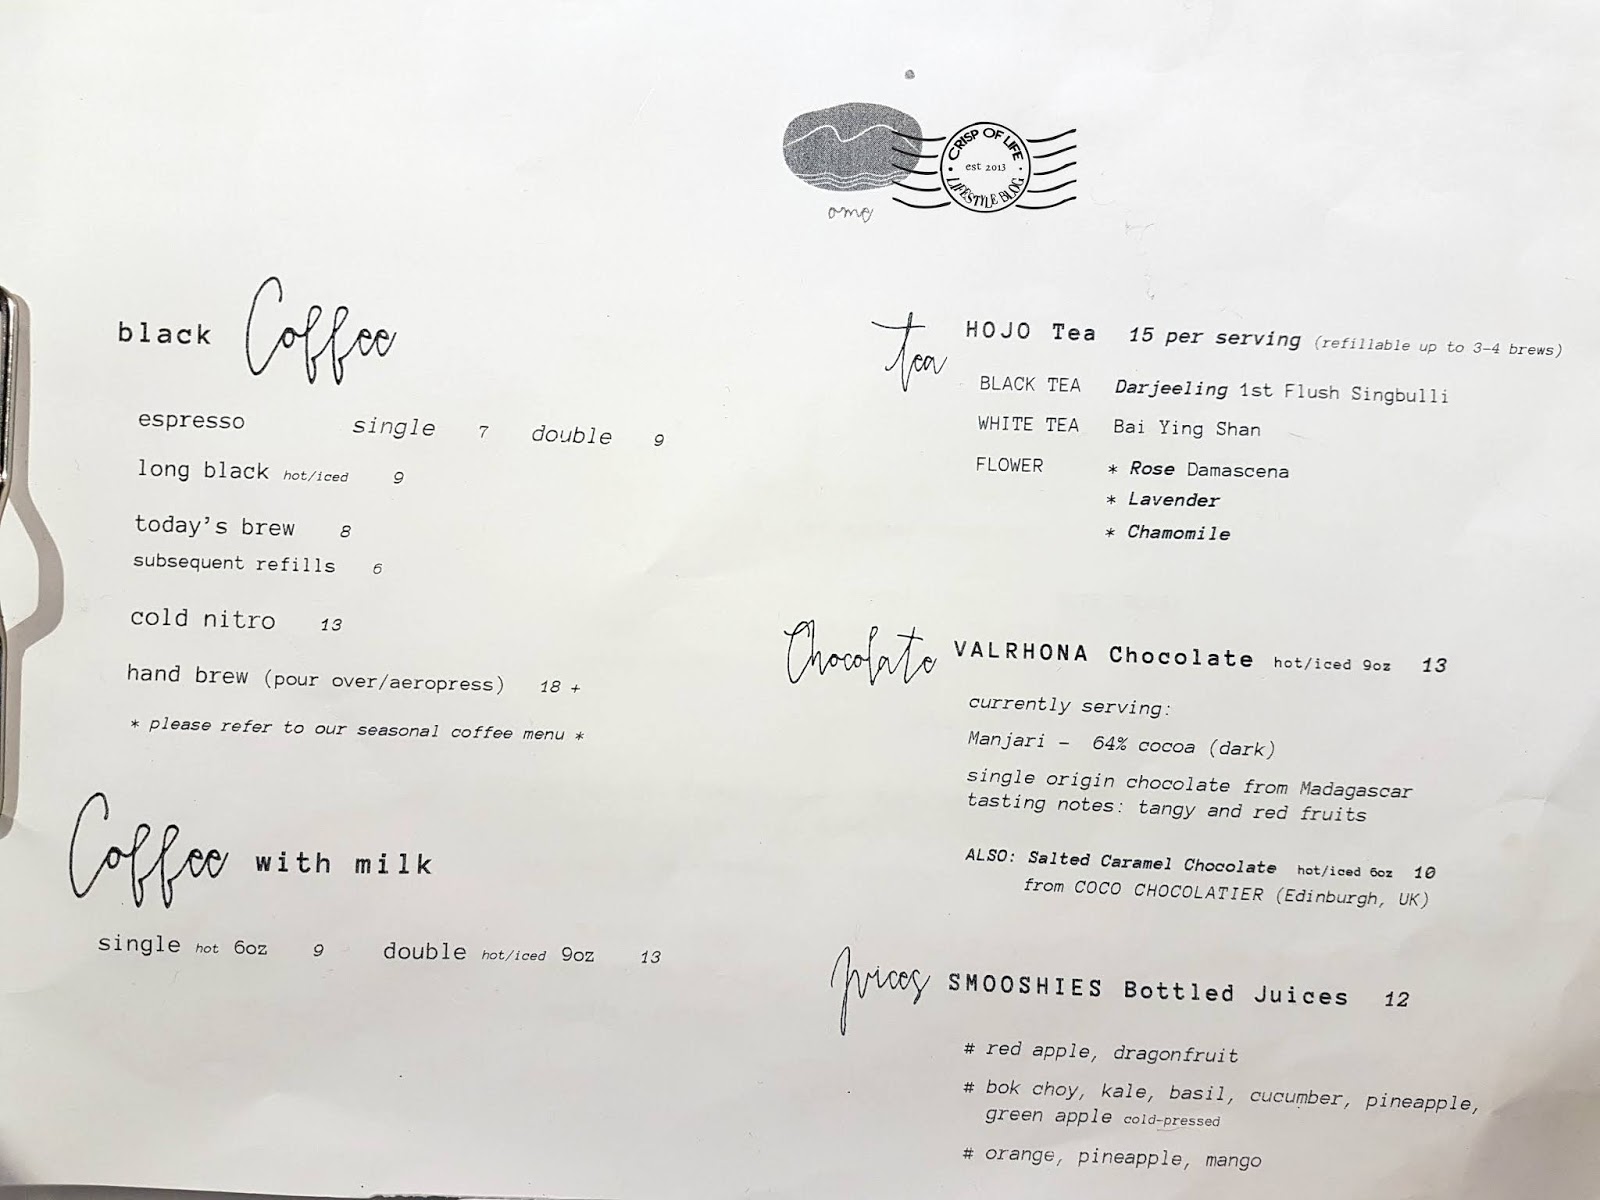 ome
CRISP OF LIFE
est 2013
LIFESTYLE BLOG
black Coffee
espresso single 7 double 9
long black hot/iced 9
today's brew 8
subsequent refills 6
cold nitro 13
hand brew (pour over/aeropress) 18 +
* please refer to our seasonal coffee menu *
Coffee with milk
single hot 6oz 9 double hot/iced 9oz 13
tea HOJO Tea 15 per serving (refillable up to 3-4 brews)
BLACK TEA Darjeeling 1st Flush Singbulli
WHITE TEA Bai Ying Shan
FLOWER * Rose Damascena
* Lavender
* Chamomile
Chocolate VALRHONA Chocolate hot/iced 9oz 13
currently serving:
Manjari - 64% cocoa (dark)
single origin chocolate from Madagascar
tasting notes: tangy and red fruits
ALSO: Salted Caramel Chocolate hot/iced 6oz 10
from COCO CHOCOLATIER (Edinburgh, UK)
Juices SMOOSHIES Bottled Juices 12
# red apple, dragonfruit
# bok choy, kale, basil, cucumber, pineapple,
green apple cold-pressed
# orange, pineapple, mango